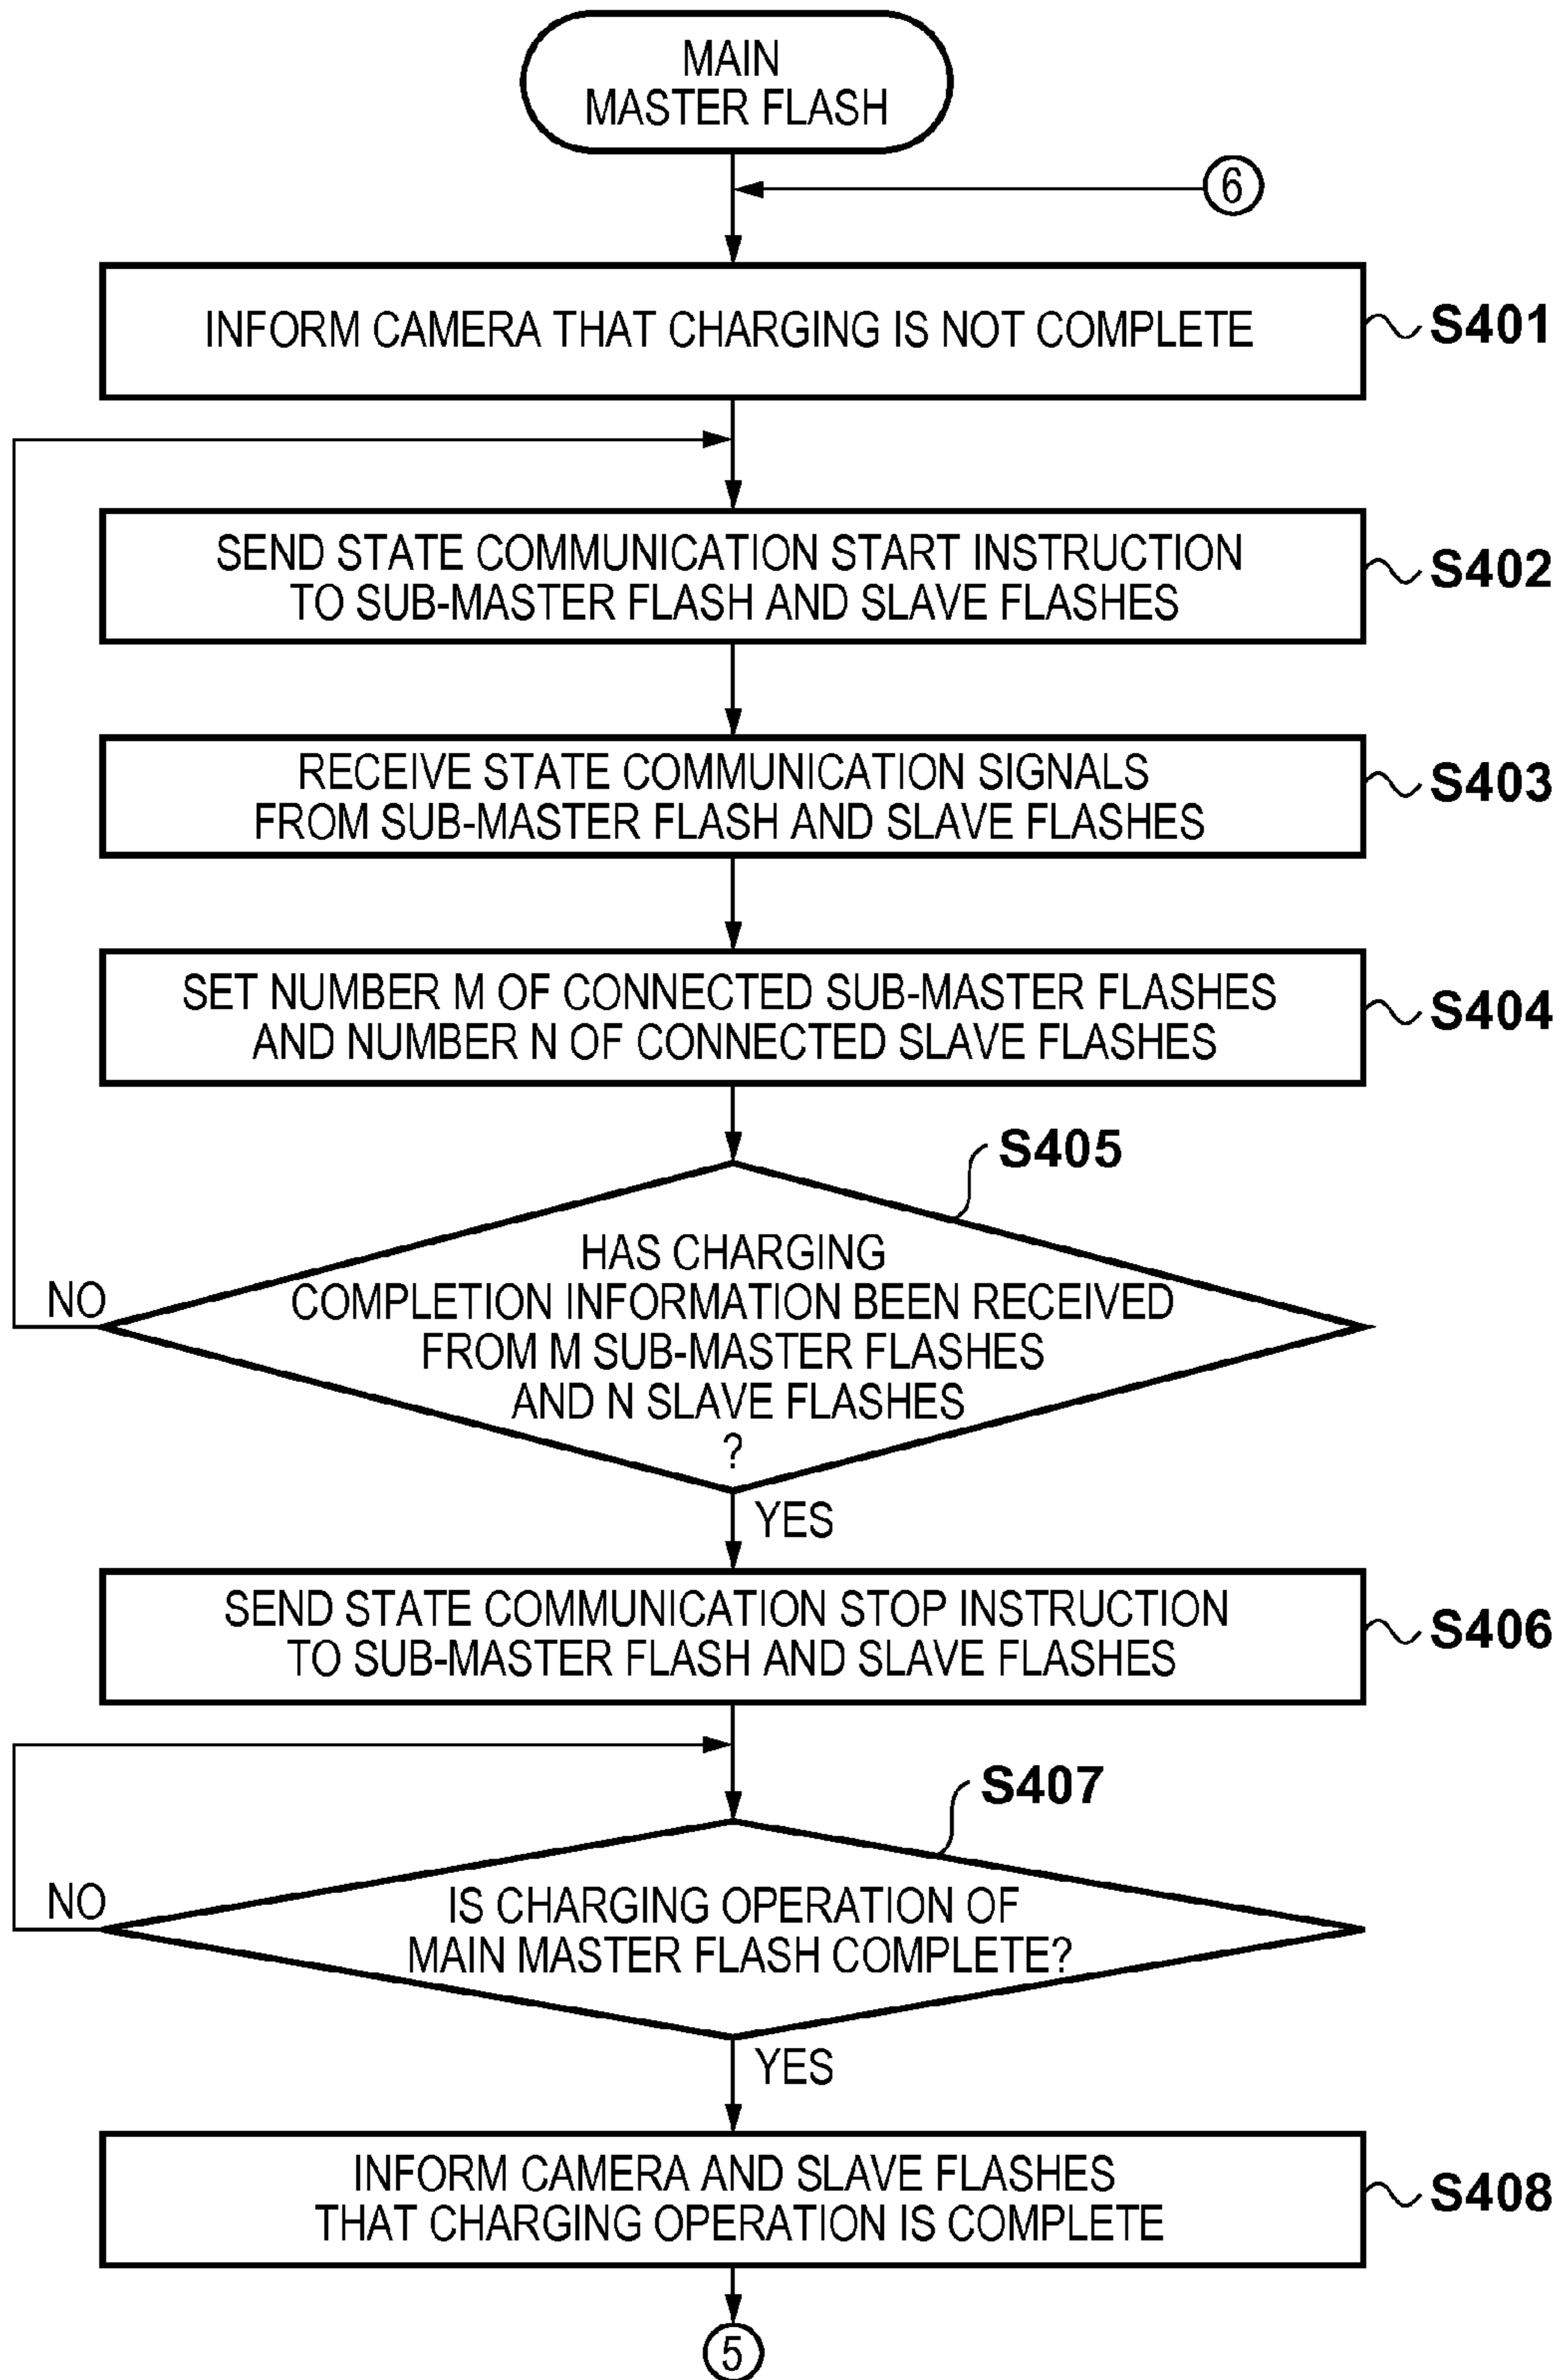 MAIN
MASTER FLASH
6
INFORM CAMERA THAT CHARGING IS NOT COMPLETE
S401
SEND STATE COMMUNICATION START INSTRUCTION
TO SUB-MASTER FLASH AND SLAVE FLASHES
S402
RECEIVE STATE COMMUNICATION SIGNALS
FROM SUB-MASTER FLASH AND SLAVE FLASHES
S403
SET NUMBER M OF CONNECTED SUB-MASTER FLASHES
AND NUMBER N OF CONNECTED SLAVE FLASHES
S404
S405
HAS CHARGING
COMPLETION INFORMATION BEEN RECEIVED
FROM M SUB-MASTER FLASHES
AND N SLAVE FLASHES
?
NO
YES
SEND STATE COMMUNICATION STOP INSTRUCTION
TO SUB-MASTER FLASH AND SLAVE FLASHES
S406
S407
IS CHARGING OPERATION OF
MAIN MASTER FLASH COMPLETE?
NO
YES
INFORM CAMERA AND SLAVE FLASHES
THAT CHARGING OPERATION IS COMPLETE
S408
5